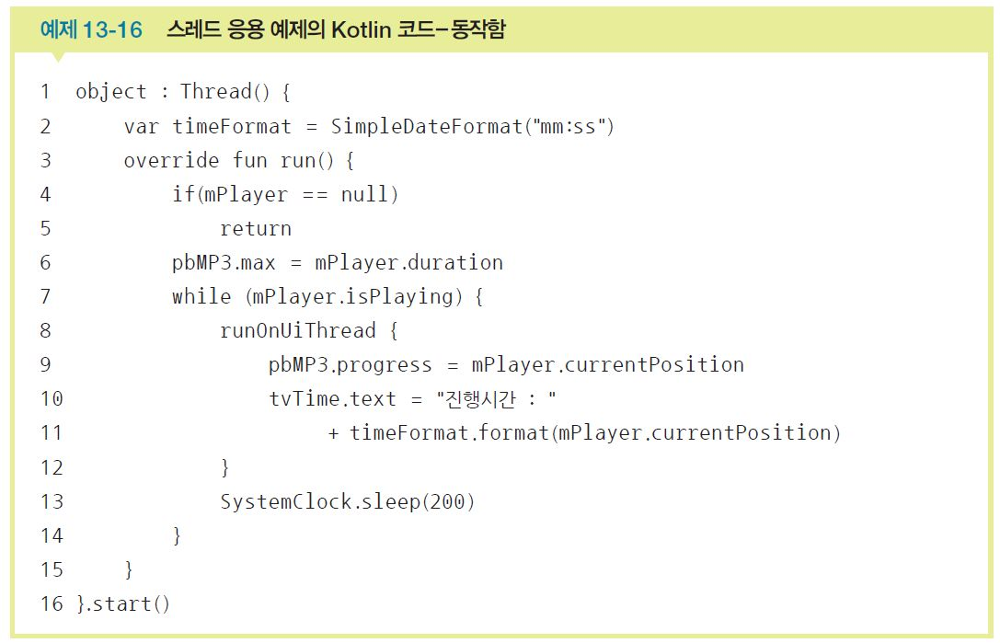 예제 13-16 스레드 응용 예제의 Kotlin 코드-동작함
1 object : Thread() {
2 var timeFormat = SimpleDateFormat("mm:ss")
3 override fun run() {
4 if(mPlayer == null)
5 return
6 pbMP3.max = mPlayer.duration
7 while (mPlayer.isPlaying) {
8 runOnUiThread {
9 pbMP3.progress = mPlayer.currentPosition
10 tvTime.text = "진행시간 : "
11 + timeFormat.format(mPlayer.currentPosition)
12 }
13 SystemClock.sleep(200)
14 }
15 }
16 }.start()